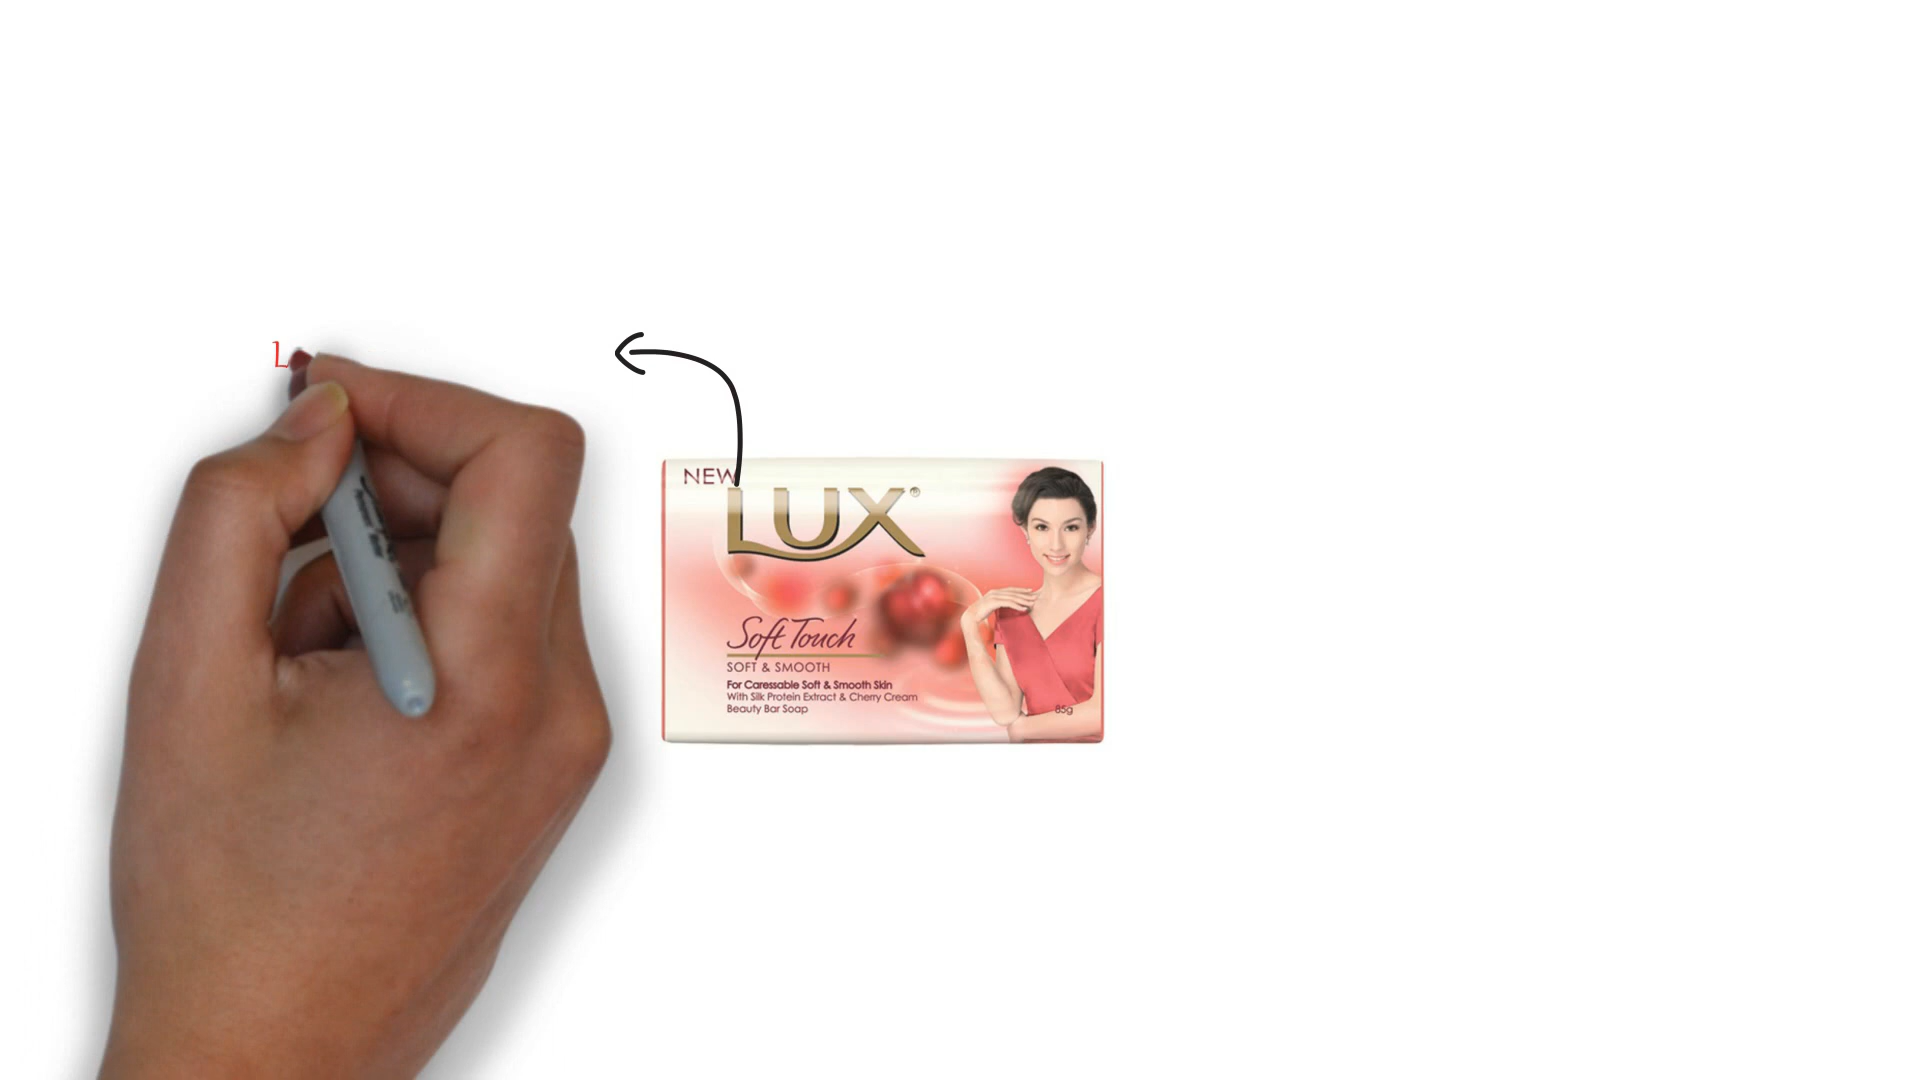 L
NEW
LUX®
Soft Touch
SOFT & SMOOTH
For Caressable Soft & Smooth Skin
With Silk Protein Extract & Cherry Cream
Beauty Bar Soap
85g